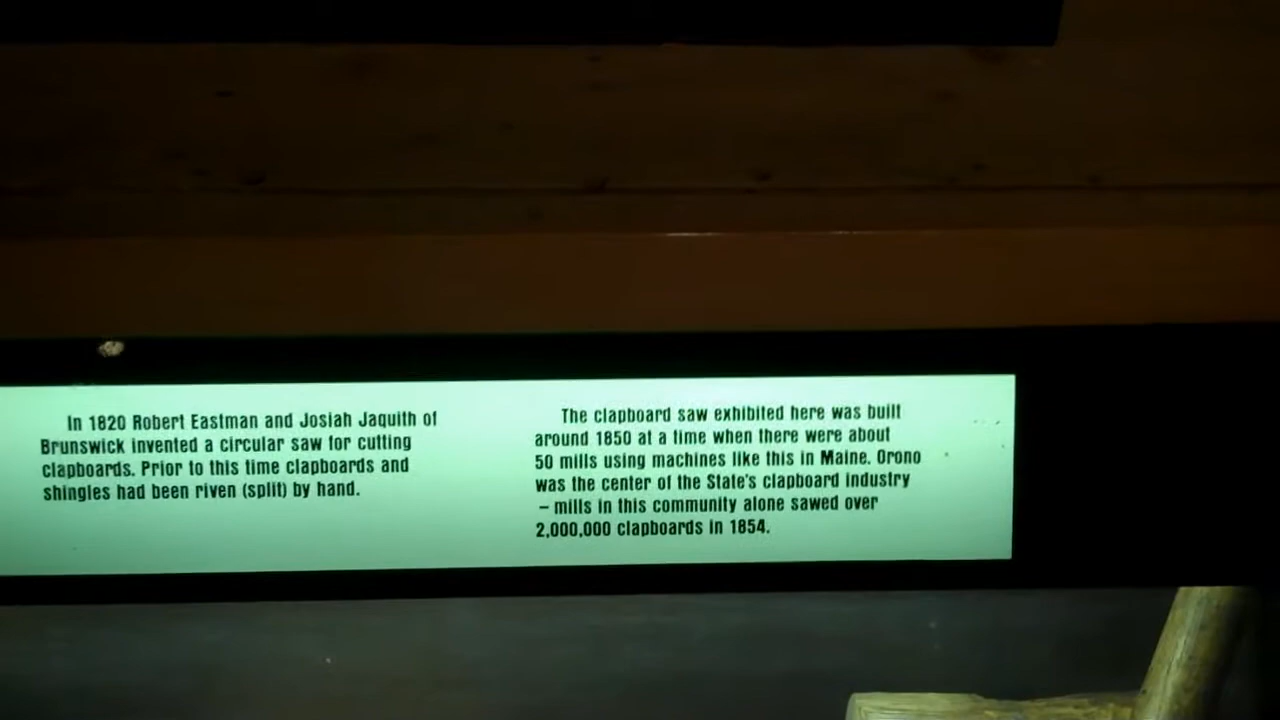 In 1820 Robert Eastman and Josiah Jaquith of
Brunswick invented a circular saw for cutting
clapboards. Prior to this time clapboards and
shingles had been riven (split) by hand.
The clapboard saw exhibited here was built
around 1850 at a time when there were about
50 mills using machines like this in Maine. Orono
was the center of the State's clapboard industry
– mills in this community alone sawed over
2,000,000 clapboards in 1854.